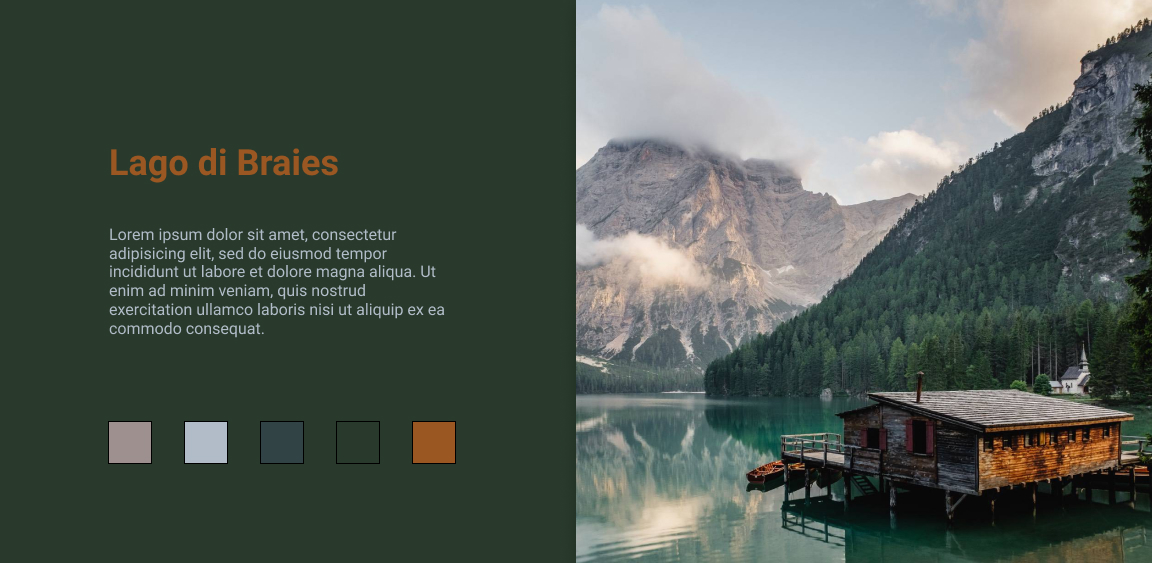 Lago di Braies
Lorem ipsum dolor sit amet, consectetur
adipisicing elit, sed do eiusmod tempor
incididunt ut labore et dolore magna aliqua. Ut
enim ad minim veniam, quis nostrud
exercitation ullamco laboris nisi ut aliquip ex ea
commodo consequat.